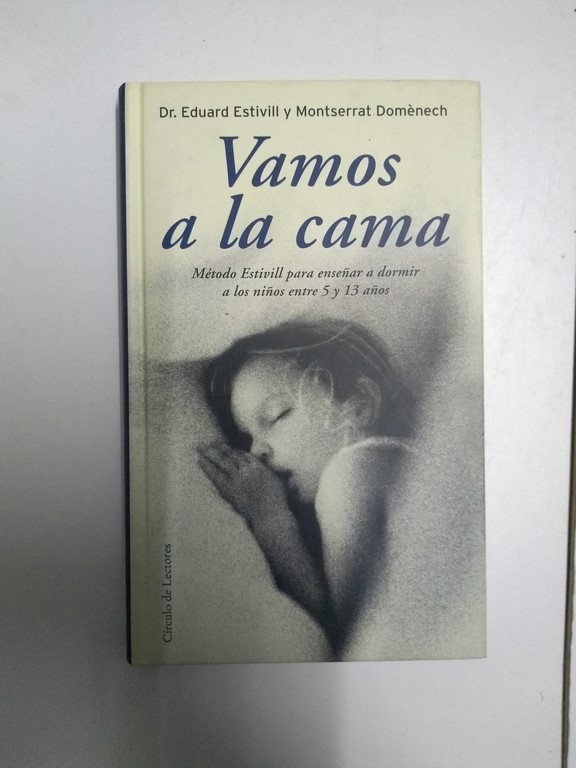 Dr. Eduard Estivill y Montserrat Domènech
Vamos
a la cama
Método Estivill para enseñar a dormir
a los niños entre 5 y 13 años
Círculo de Lectores